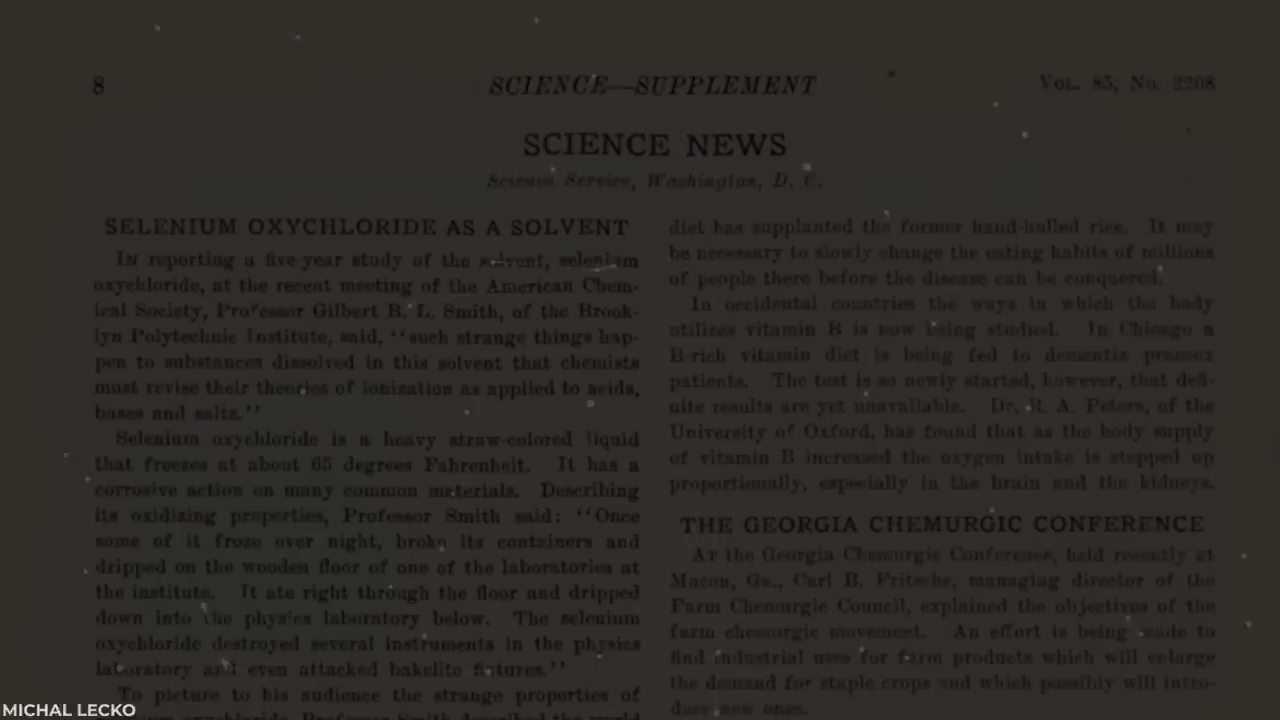 8
SCIENCE—SUPPLEMENT
VOL. 85, No. 2208
SCIENCE NEWS
Science Service, Washington, D. C.
SELENIUM OXYCHLORIDE AS A SOLVENT
IN reporting a five-year study of the solvent, selenium
oxychloride, at the recent meeting of the American Chem-
ical Society, Professor Gilbert B. L. Smith, of the Brook-
lyn Polytechnic Institute, said, ''such strange things hap-
pen to substances dissolved in this solvent that chemists
must revise their theories of ionization as applied to acids,
bases and salts.''
Selenium oxychloride is a heavy straw-colored liquid
that freezes at about 65 degrees Fahrenheit. It has a
corrosive action on many common materials. Describing
its oxidizing properties, Professor Smith said: ''Once
some of it froze over night, broke its containers and
dripped on the wooden floor of one of the laboratories at
the institute. It ate right through the floor and dripped
down into the physics laboratory below. The selenium
oxychloride destroyed several instruments in the physics
laboratory and even attacked bakelite fixtures.''
To picture to his audience the strange properties of
oxychloride, Professor Smith described the world
diet has supplanted the former hand-hulled rice. It may
be necessary to slowly change the eating habits of millions
of people there before the disease can be conquered.
In occidental countries the ways in which the body
utilizes vitamin B is now being studied. In Chicago a
B-rich vitamin diet is being fed to dementia praecox
patients. The test is so newly started, however, that defi-
nite results are yet unavailable. Dr. R. A. Peters, of the
University of Oxford, has found that as the body supply
of vitamin B increased the oxygen intake is stepped up
proportionally, especially in the brain and the kidneys.
THE GEORGIA CHEMURGIC CONFERENCE
AT the Georgia Chemurgic Conference, held recently at
Macon, Ga., Carl B. Fritsche, managing director of the
Farm Chemurgic Council, explained the objectives of the
farm chemurgic movement. An effort is being made to
find industrial uses for farm products which will enlarge
the demand for staple crops and which possibly will intro-
duce new ones.
MICHAL LECKO